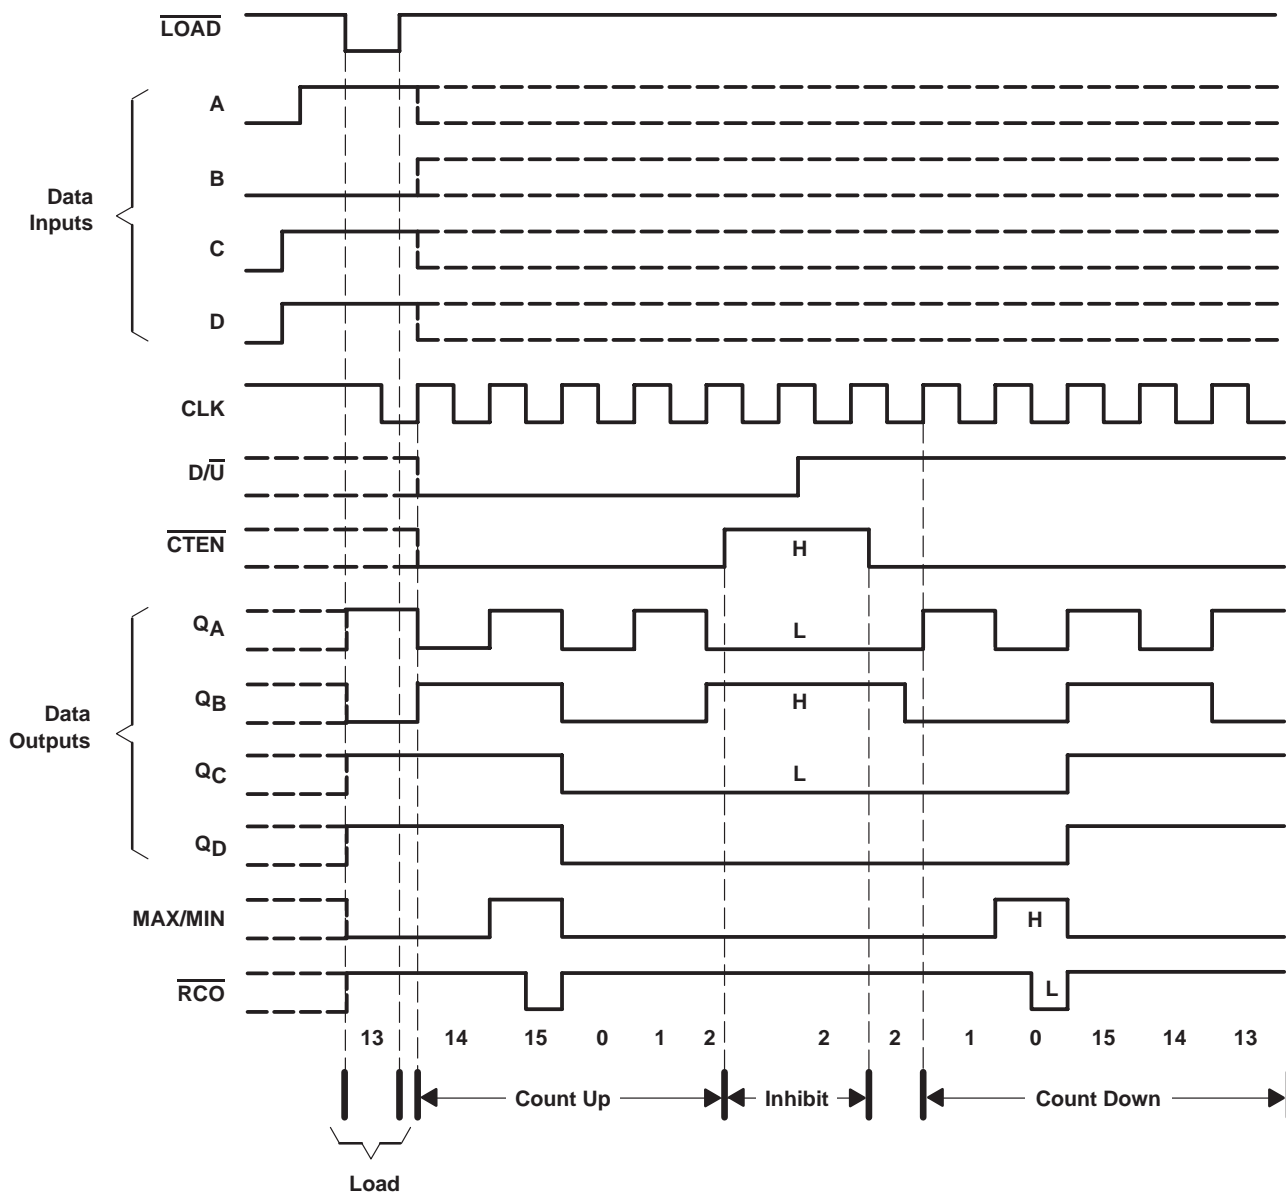 LOAD
A
B
Data
Inputs
C
D
CLK
D/U
CTEN
H
QA
L
QB
H
Data
Outputs
QC
L
QD
MAX/MIN
H
RCO
L
13 14 15 0 1 2 2 2 1 0 15 14 13
Count Up Inhibit Count Down
Load